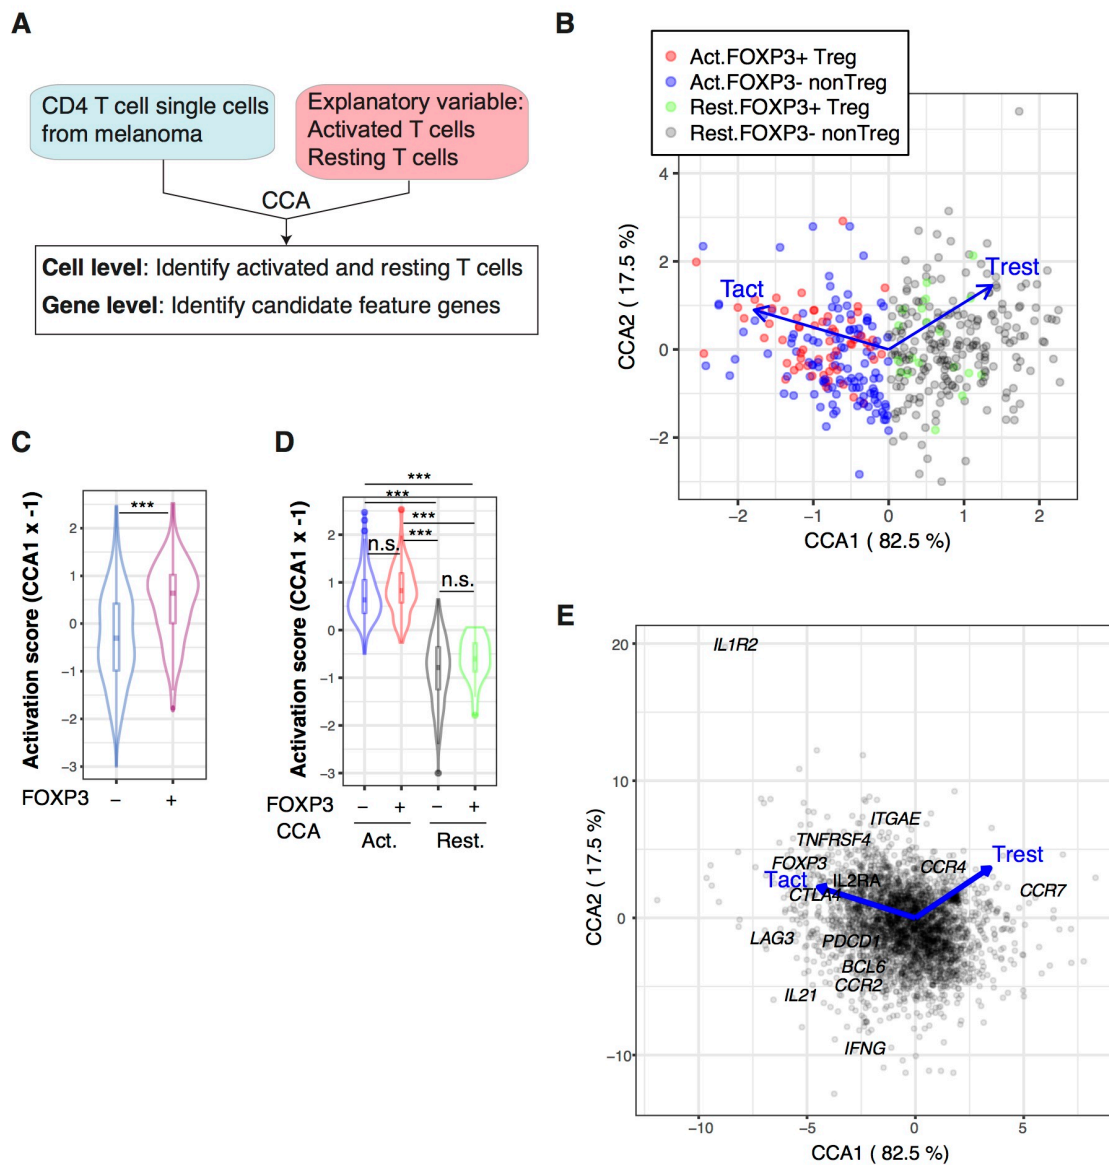 A
CD4 T cell single cells
from melanoma
Explanatory variable:
Activated T cells
Resting T cells
CCA
Cell level: Identify activated and resting T cells
Gene level: Identify candidate feature genes
B
Act.FOXP3+ Treg
Act.FOXP3- nonTreg
Rest.FOXP3+ Treg
Rest.FOXP3- nonTreg
CCA2 ( 17.5 %)
4
2
0
−2
Tact
Trest
−2 −1 0 1 2
CCA1 ( 82.5 %)
C
Activation score (CCA1 x -1)
2
1
0
−1
−2
−3
***
FOXP3 − +
D
Activation score (CCA1 x -1)
2
1
0
−1
−2
−3
***
***
***
***
n.s.
n.s.
FOXP3 − + − +
CCA Act. Rest.
E
CCA2 ( 17.5 %)
20
10
0
−10
IL1R2
ITGAE
TNFRSF4
FOXP3
CCR4
Trest
Tact
IL2RA
CTLA4
CCR7
LAG3
PDCD1
BCL6
CCR2
IL21
IFNG
−10 −5 0 5
CCA1 ( 82.5 %)